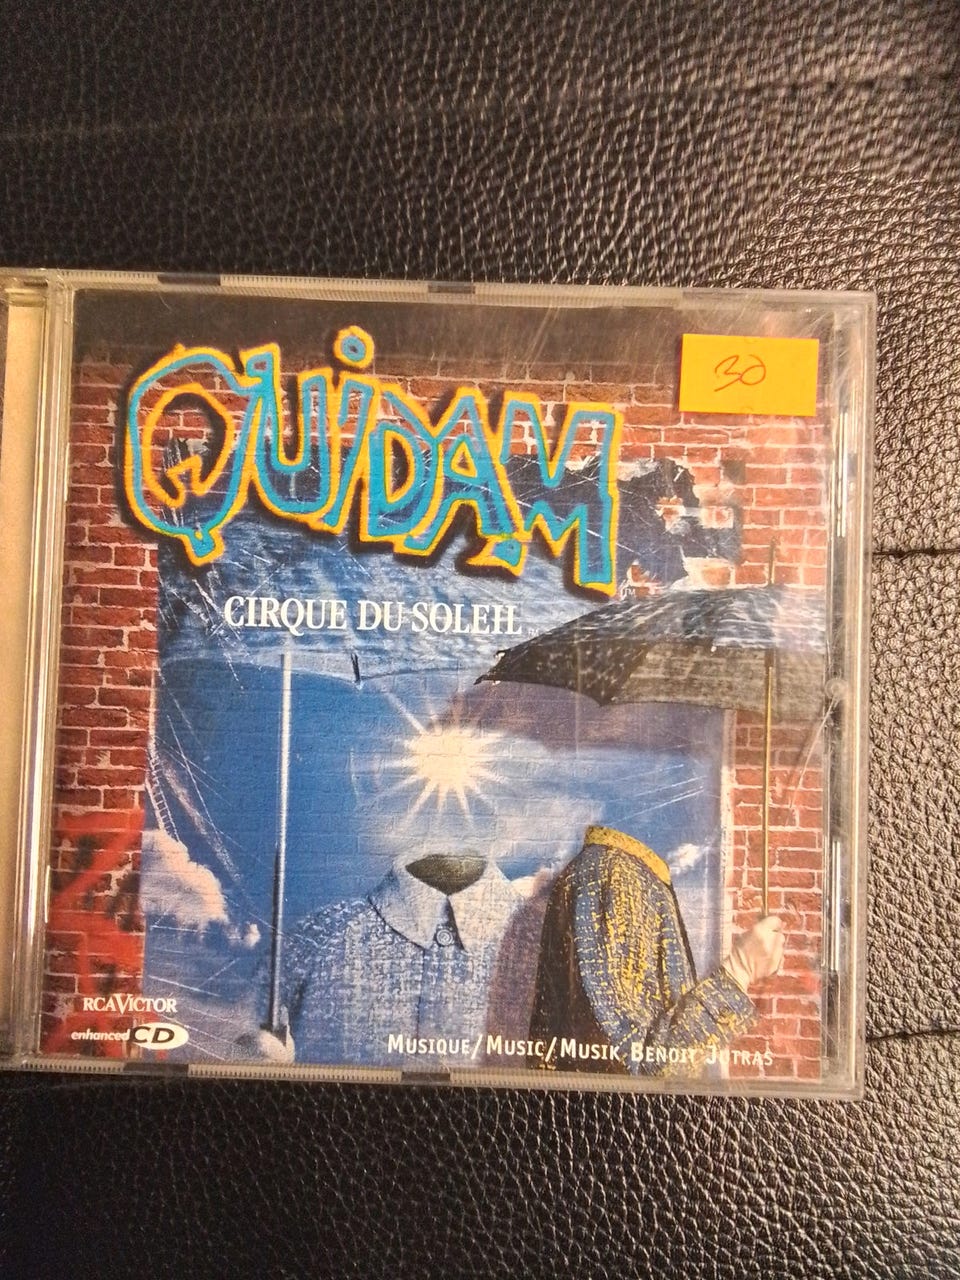 QUiDAM
30
CIRQUE DU SOLEIL
RCA VICTOR
enhanced CD
MUSIQUE/MUSIC/MUSIK BENOIT JUTRAS